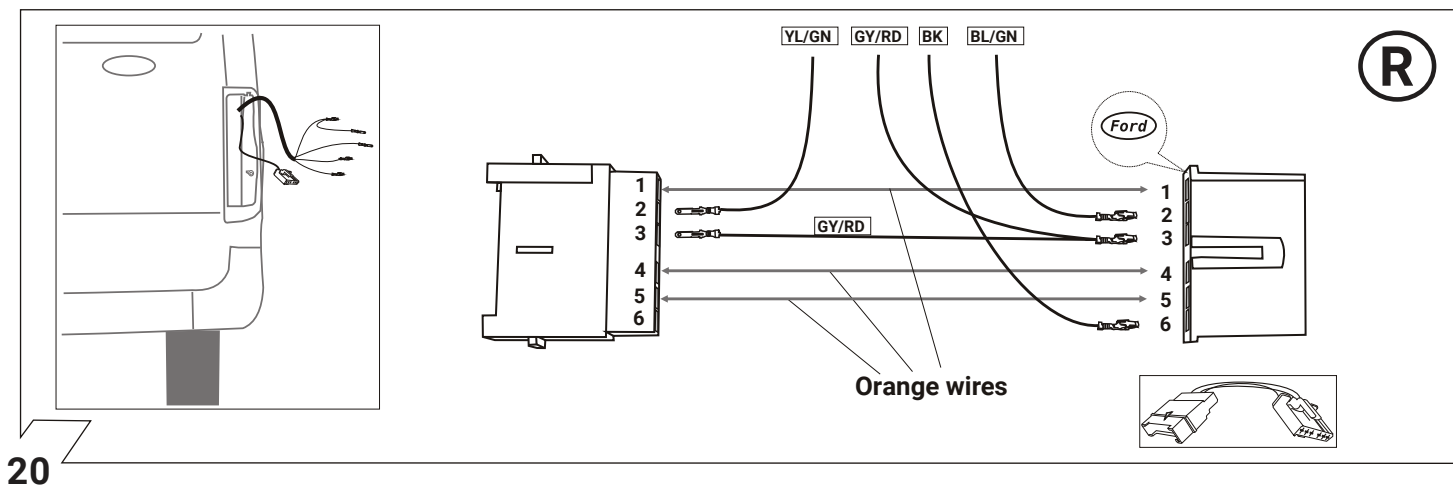 YL/GN GY/RD BK BL/GN
R
Ford
1 1
2 2
3 GY/RD 3
4 4
5 5
6 6
Orange wires
20